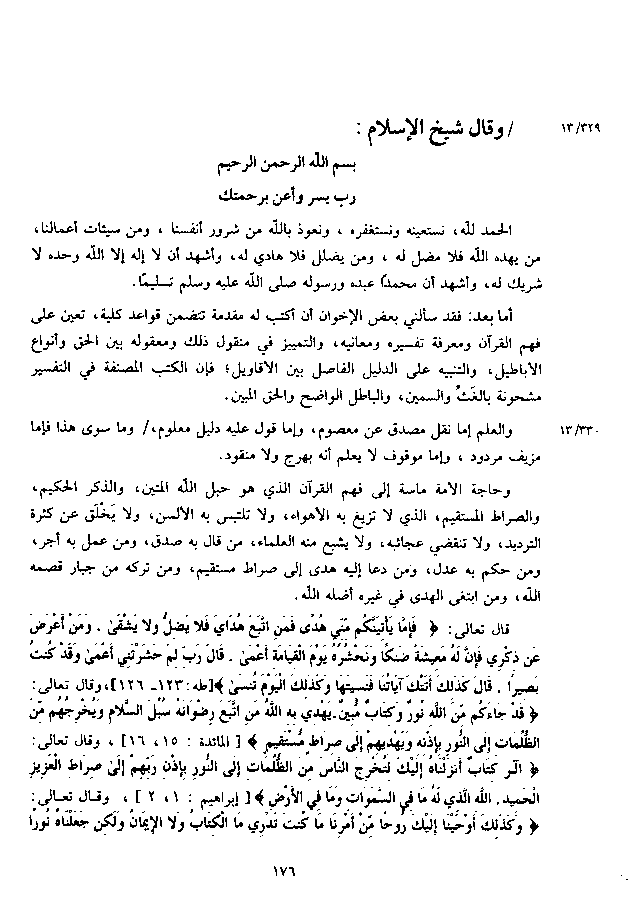 ١٣/٣٢٩ / وقال شيخ الإسلام :
بسم الله الرحمن الرحيم
رب يسر وأعن برحمتك
الحمد لله، نستعينه ونستغفره ، ونعوذ بالله من شرور أنفسنا ، ومن سيئات أعمالنا،
من يهده الله فلا مضل له ، ومن يضلل فلا هادي له، وأشهد أن لا إله إلا الله وحده لا
شريك له، وأشهد أن محمدًا عبده ورسوله صلى الله عليه وسلم تسليمًا.
أما بعد: فقد سألني بعض الإخوان أن أكتب له مقدمة تتضمن قواعد كلية، تعين على
فهم القرآن ومعرفة تفسيره ومعانيه، والتمييز في منقول ذلك ومعقوله بين الحق وأنواع
الأباطيل، والتنبيه على الدليل الفاصل بين الأقاويل؛ فإن الكتب المصنفة في التفسير
مشحونة بالغَثِّ والسمين، والباطل الواضح والحق المبين.
١٣/٣٣٠ والعلم إما نقل مصدق عن معصوم، وإما قول عليه دليل معلوم،/ وما سوى هذا فإما
مزيف مردود ، وإما موقوف لا يعلم أنه بهرج ولا منقود.
وحاجة الأمة ماسة إلى فهم القرآن الذي هو حبل الله المتين، والذكر الحكيم،
والصراط المستقيم، الذي لا تزيغ به الأهواء، ولا تلتبس به الألسن، ولا يَخْلَق عن كثرة
الترديد، ولا تنقضي عجائبه، ولا يشبع منه العلماء، من قال به صدق، ومن عمل به أجر،
ومن حكم به عدل، ومن دعا إليه هدى إلى صراط مستقيم، ومن تركه من جبار قصمه
الله، ومن ابتغى الهدى في غيره أضله الله.
قال تعالى: ﴿ فَإِمَّا يَأْتِيَنَّكُم مِّنِّي هُدًى فَمَنِ اتَّبَعَ هُدَايَ فَلا يَضِلُّ وَلا يَشْقَىٰ . وَمَنْ أَعْرَضَ
عَن ذِكْرِي فَإِنَّ لَهُ مَعِيشَةً ضَنكًا وَنَحْشُرُهُ يَوْمَ الْقِيَامَةِ أَعْمَىٰ . قَالَ رَبِّ لِمَ حَشَرْتَنِي أَعْمَىٰ وَقَدْ كُنتُ
بَصِيرًا . قَالَ كَذَلِكَ أَتَتْكَ آيَاتُنَا فَنَسِيتَهَا وَكَذَلِكَ الْيَوْمَ تُنسَىٰ ﴾[طه:١٢٣ـ ١٢٦]،وقال تعالى:
﴿ قَدْ جَاءَكُم مِّنَ اللَّهِ نُورٌ وَكِتَابٌ مُّبِينٌ.يَهْدِي بِهِ اللَّهُ مَنِ اتَّبَعَ رِضْوَانَهُ سُبُلَ السَّلامِ وَيُخْرِجُهُم مِّنَ
الظُّلُمَاتِ إِلَى النُّورِ بِإِذْنِهِ وَيَهْدِيهِمْ إِلَى صِرَاطٍ مُّسْتَقِيمٍ ﴾ [ المائدة : ١٥، ١٦] ، وقال تعالى:
﴿ الٓر كِتَابٌ أَنزَلْنَاهُ إِلَيْكَ لِتُخْرِجَ النَّاسَ مِنَ الظُّلُمَاتِ إِلَى النُّورِ بِإِذْنِ رَبِّهِمْ إِلَىٰ صِرَاطِ الْعَزِيزِ
الْحَمِيدِ. اللَّهِ الَّذِي لَهُ مَا فِي السَّمَوَاتِ وَمَا فِي الأَرْضِ ﴾[ إبراهيم : ١، ٢ ] ، وقال تعالى:
﴿ وَكَذَلِكَ أَوْحَيْنَا إِلَيْكَ رُوحًا مِّنْ أَمْرِنَا مَا كُنتَ تَدْرِي مَا الْكِتَابُ وَلا الإِيمَانُ وَلَكِن جَعَلْنَاهُ نُورًا
١٧٦